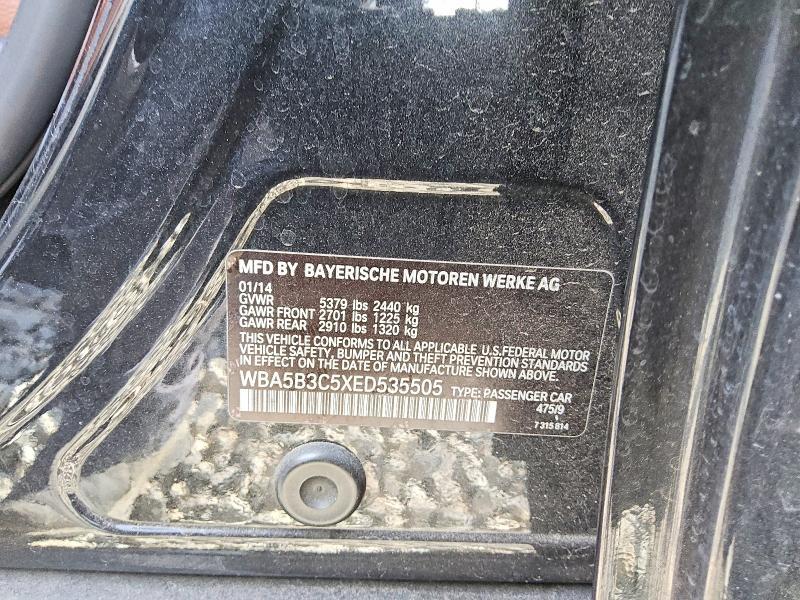 MFD BY BAYERISCHE MOTOREN WERKE AG
01/14
GVWR 5379 lbs 2440 kg
GAWR FRONT 2701 lbs 1225 kg
GAWR REAR 2910 lbs 1320 kg
THIS VEHICLE CONFORMS TO ALL APPLICABLE U.S.FEDERAL MOTOR
VEHICLE SAFETY, BUMPER AND THEFT PREVENTION STANDARDS
IN EFFECT ON THE DATE OF MANUFACTURE SHOWN ABOVE.
WBA5B3C5XED535505 TYPE: PASSENGER CAR
475/9
7 315 814